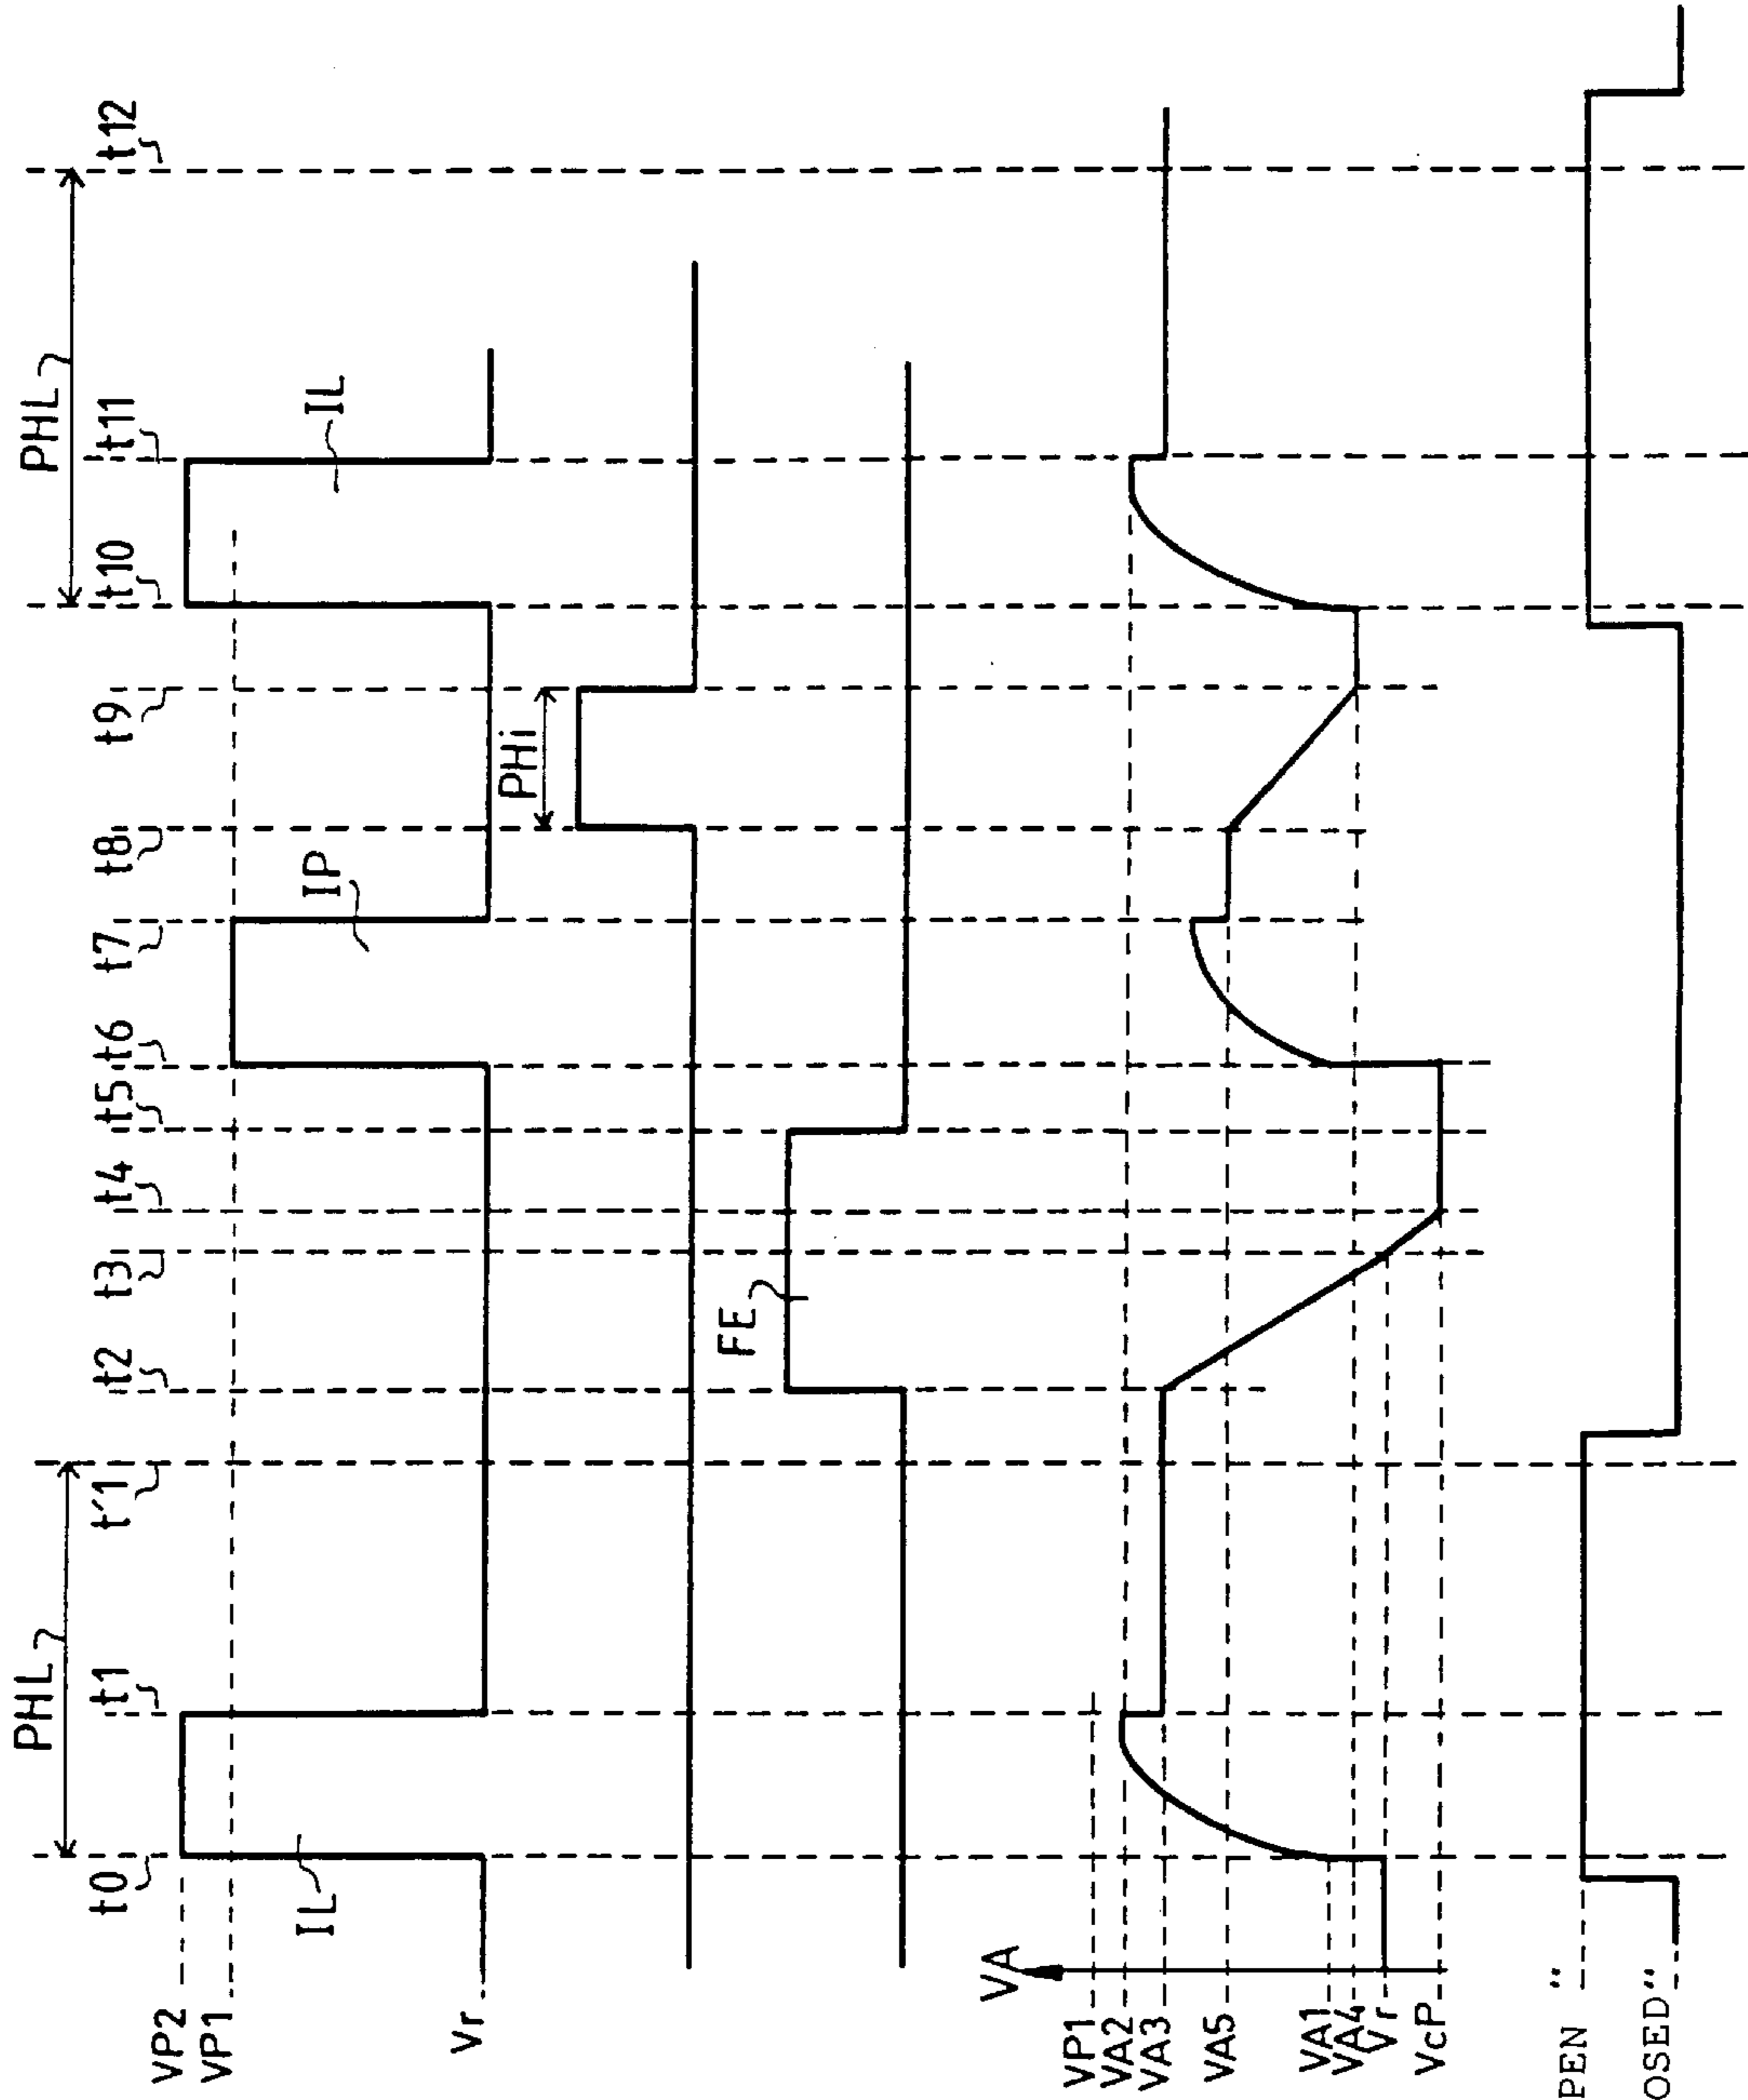 PHL
PHL
t0
t1
t'1
t2
t3
t4
t5
t6
t7
t8
t9
t10
t11
t12
VP2
VP1
Vr
IL
IP
IL
PHi
FE
VA
VP1
VA2
VA3
VA5
VA1
VA4
Vr
VcP
PEN "
OSED"